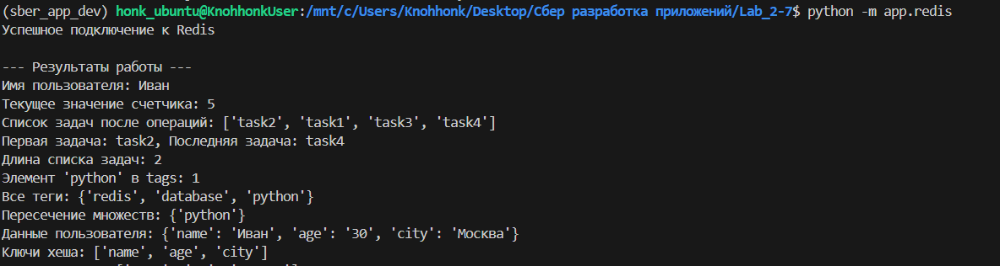 (sber_app_dev) honk_ubuntu@KnohhonkUser:/mnt/c/Users/Knohhonk/Desktop/Сбер разработка приложений/Lab_2-7$ python -m app.redis
Успешное подключение к Redis
--- Результаты работы ---
Имя пользователя: Иван
Текущее значение счетчика: 5
Список задач после операций: ['task2', 'task1', 'task3', 'task4']
Первая задача: task2, Последняя задача: task4
Длина списка задач: 2
Элемент 'python' в tags: 1
Все теги: {'redis', 'database', 'python'}
Пересечение множеств: {'python'}
Данные пользователя: {'name': 'Иван', 'age': '30', 'city': 'Москва'}
Ключи хеша: ['name', 'age', 'city']